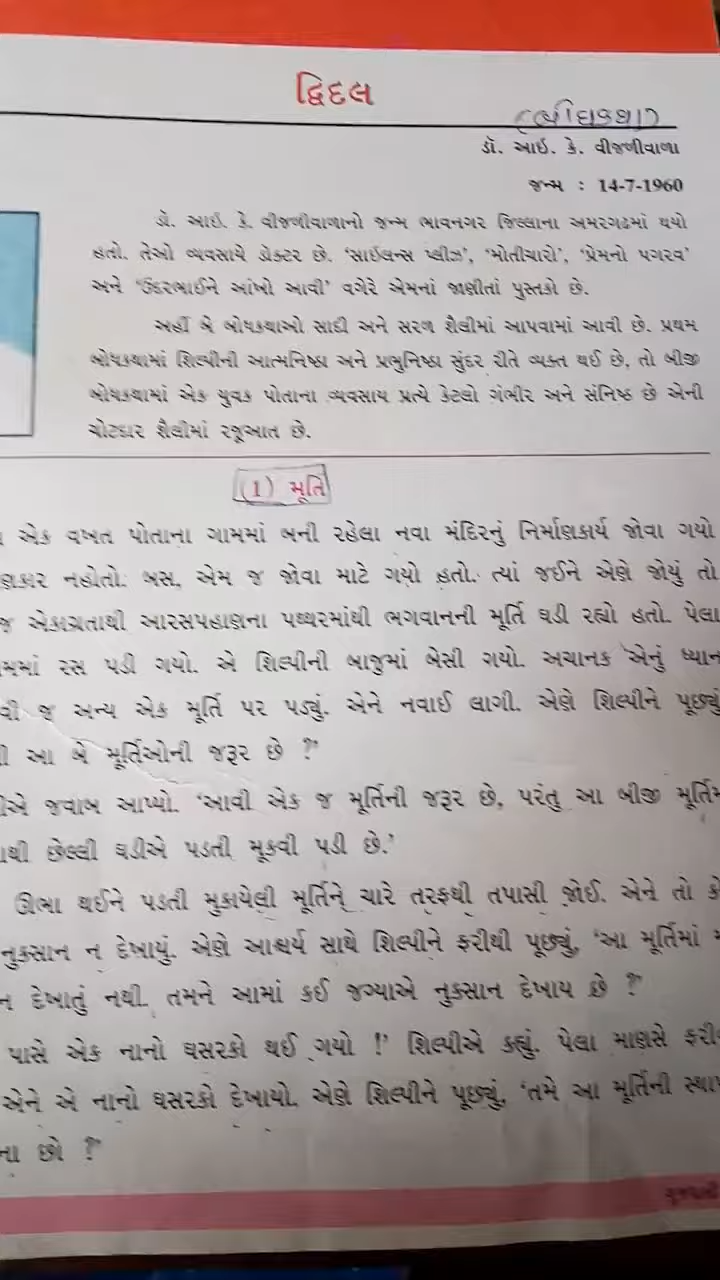 દ્વિદલ
(બોધકથા)
ડૉ. આઇ. કે. વીજળીવાળા
જન્મ : 14-7-1960
ડૉ. આઇ. કે. વીજળીવાળાનો જન્મ ભાવનગર જિલ્લાના અમરગઢમાં થયો
હતો. તેઓ વ્યવસાયે ડૉક્ટર છે. ‘સાઇલન્સ પ્લીઝ’, ‘મોતીચારો’, ‘પ્રેમનો પગરવ’
અને ‘ઉંદરભાઈને આંખો આવી’ વગેરે એમનાં જાણીતાં પુસ્તકો છે.
અહીં બે બોધકથાઓ સાદી અને સરળ શૈલીમાં આપવામાં આવી છે. પ્રથમ
બોધકથામાં શિલ્પીની આત્મનિષ્ઠા અને પ્રભુનિષ્ઠા સુંદર રીતે વ્યક્ત થઈ છે, તો બીજી
બોધકથામાં એક યુવક પોતાના વ્યવસાય પ્રત્યે કેટલો ગંભીર અને સંનિષ્ઠ છે એની
ચોટદાર શૈલીમાં રજૂઆત છે.
(1) મૂર્તિ
એક વખત પોતાના ગામમાં બની રહેલા નવા મંદિરનું નિર્માણકાર્ય જોવા ગયો
નહોતો. બસ, એમ જ જોવા માટે ગયો હતો. ત્યાં જઈને એણે જોયું તો
જ એકાગ્રતાથી આરસપહાણના પથ્થરમાંથી ભગવાનની મૂર્તિ ઘડી રહ્યો હતો. પેલા
રસ પડી ગયો. એ શિલ્પીની બાજુમાં બેસી ગયો. અચાનક એનું ધ્યાન
જ અન્ય એક મૂર્તિ પર પડ્યું. એને નવાઈ લાગી. એણે શિલ્પીને પૂછ્યું
આ બે મૂર્તિઓની જરૂર છે ?’
જવાબ આપ્યો. ‘આવી એક જ મૂર્તિની જરૂર છે, પરંતુ આ બીજી
છેલ્લી ઘડીએ પડતી મૂકવી પડી છે.’
ઊભા થઈને પડતી મુકાયેલી મૂર્તિને ચારે તરફથી તપાસી જોઈ. એને તો
નુકસાન ન દેખાયું. એણે આશ્ચર્ય સાથે શિલ્પીને ફરીથી પૂછ્યું, ‘આ મૂર્તિમાં
દેખાતું નથી. તમને આમાં કઈ જગ્યાએ નુકસાન દેખાય છે ?’
પાસે એક નાનો ઘસરકો થઈ ગયો !’ શિલ્પીએ કહ્યું. પેલા માણસે
એને એ નાનો ઘસરકો દેખાયો. એણે શિલ્પીને પૂછ્યું, ‘તમે આ મૂર્તિની
છો ?’